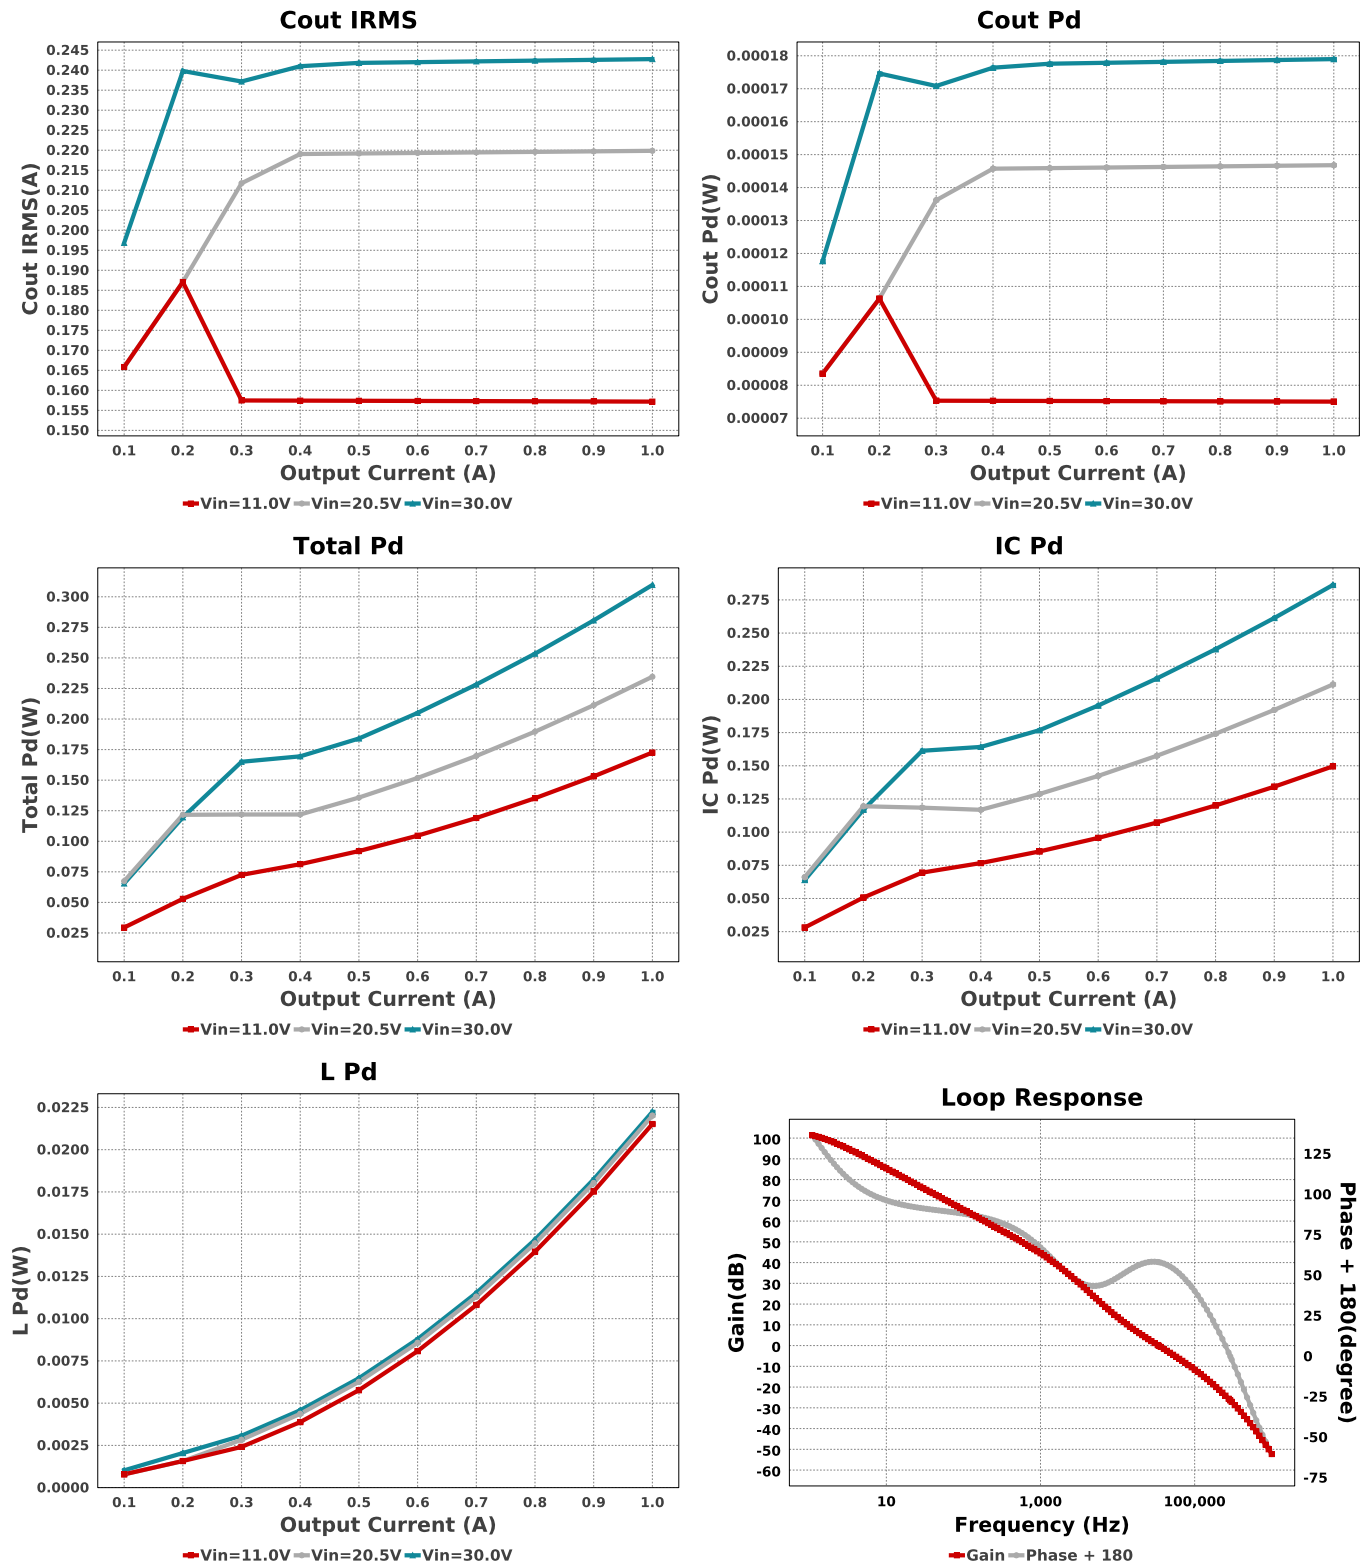 Cout IRMS
Cout IRMS(A)
0.245
0.240
0.235
0.230
0.225
0.220
0.215
0.210
0.205
0.200
0.195
0.190
0.185
0.180
0.175
0.170
0.165
0.160
0.155
0.150
0.1 0.2 0.3 0.4 0.5 0.6 0.7 0.8 0.9 1.0
Output Current (A)
Vin=11.0V Vin=20.5V Vin=30.0V
Cout Pd
Cout Pd(W)
0.00018
0.00017
0.00016
0.00015
0.00014
0.00013
0.00012
0.00011
0.00010
0.00009
0.00008
0.00007
0.1 0.2 0.3 0.4 0.5 0.6 0.7 0.8 0.9 1.0
Output Current (A)
Vin=11.0V Vin=20.5V Vin=30.0V
Total Pd
Total Pd(W)
0.300
0.275
0.250
0.225
0.200
0.175
0.150
0.125
0.100
0.075
0.050
0.025
0.1 0.2 0.3 0.4 0.5 0.6 0.7 0.8 0.9 1.0
Output Current (A)
Vin=11.0V Vin=20.5V Vin=30.0V
IC Pd
IC Pd(W)
0.275
0.250
0.225
0.200
0.175
0.150
0.125
0.100
0.075
0.050
0.025
0.1 0.2 0.3 0.4 0.5 0.6 0.7 0.8 0.9 1.0
Output Current (A)
Vin=11.0V Vin=20.5V Vin=30.0V
L Pd
L Pd(W)
0.0225
0.0200
0.0175
0.0150
0.0125
0.0100
0.0075
0.0050
0.0025
0.0000
0.1 0.2 0.3 0.4 0.5 0.6 0.7 0.8 0.9 1.0
Output Current (A)
Vin=11.0V Vin=20.5V Vin=30.0V
Loop Response
Gain(dB)
100
90
80
70
60
50
40
30
20
10
0
-10
-20
-30
-40
-50
-60
125
100
75
50
25
0
-25
-50
-75
Phase + 180(degree)
10 1,000 100,000
Frequency (Hz)
Gain Phase + 180